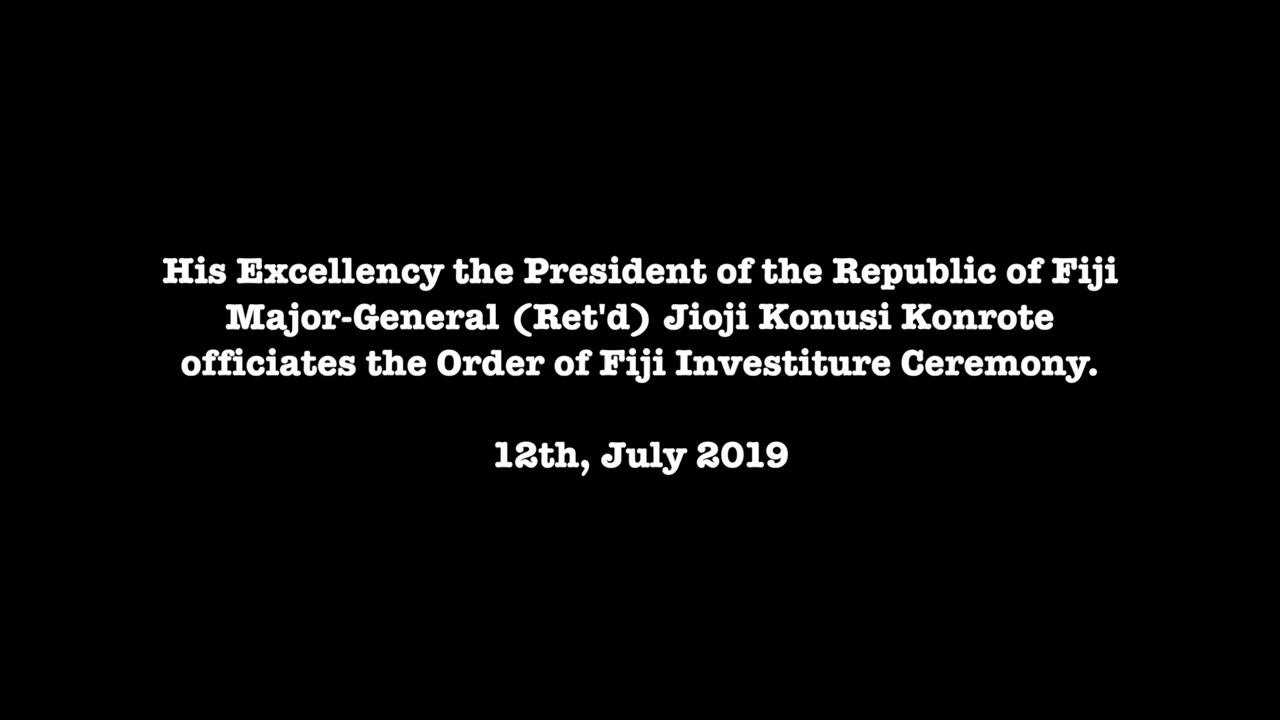 His Excellency the President of the Republic of Fiji
Major-General (Ret'd) Jioji Konusi Konrote
officiates the Order of Fiji Investiture Ceremony.
12th, July 2019